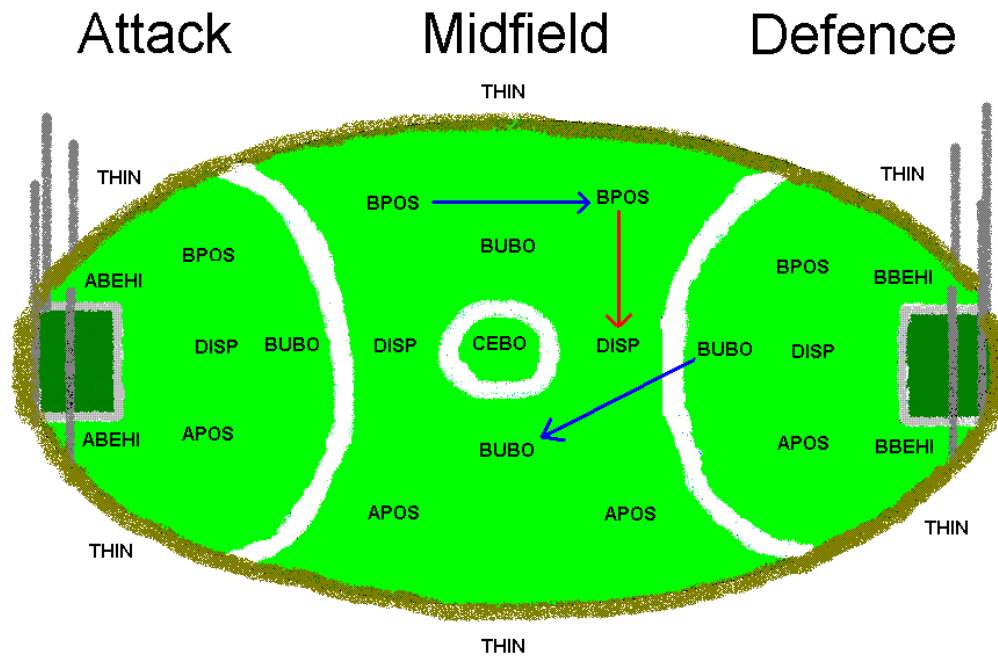 Attack Midfield Defence
THIN
THIN THIN
BPOS BPOS
BUBO
BPOS BPOS
ABEHI BBEHI
DISP BUBO DISP CEBO DISP BUBO DISP
APOS APOS
ABEHI BUBO BBEHI
APOS APOS
THIN THIN
THIN